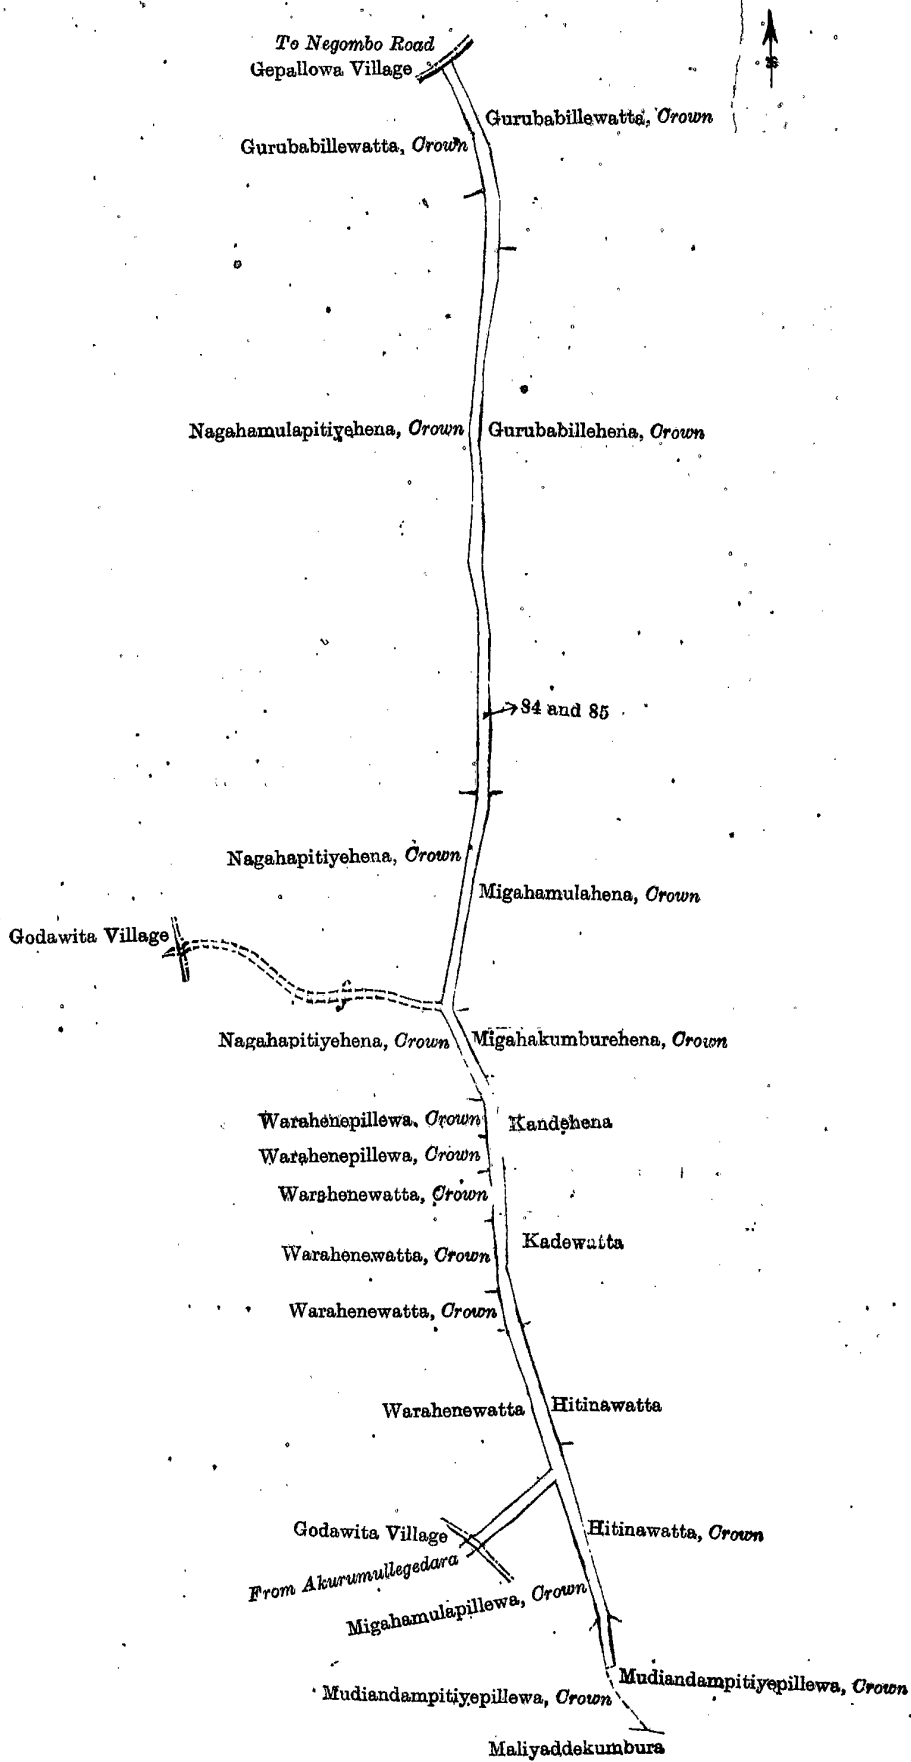 To Negombo Road
Gepallowa Village
Gurubabillewatta, Crown
Gurubabillewatta, Crown
Nagahamulapitiyehena, Crown
Gurubabillehena, Crown
84 and 85
Nagahapitiyehena, Crown
Migahamulahena, Crown
Godawita Village
Nagahapitiyehena, Crown
Migahakumburehena, Crown
Warahenepillewa, Crown
Kandehena
Warahenepillewa, Crown
Warahenewatta, Crown
Kadewatta
Warahenewatta, Crown
Warahenewatta, Crown
Warahenewatta
Hitinawatta
Godawita Village
Hitinawatta, Crown
From Akurumullegedara
Migahamulapillewa, Crown
Mudiandampitiyepillewa, Crown
Mudiandampitiyepillewa, Crown
Maliyaddekumbura